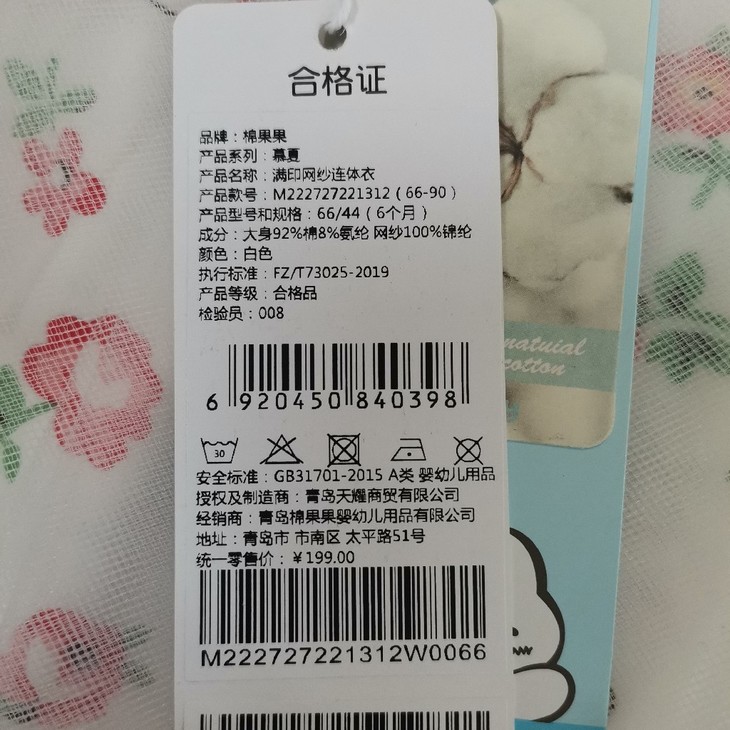 合格证
品牌：棉果果
产品系列：慕夏
产品名称：满印网纱连体衣
产品款号：M222727221312（66-90）
产品型号和规格：66/44（6个月）
成分：大身92%棉8%氨纶 网纱100%锦纶
颜色：白色
执行标准：FZ/T73025-2019
产品等级：合格品
检验员：008
natuial
cotton
6 920450 840398
30
安全标准：GB31701-2015 A类 婴幼儿用品
授权及制造商：青岛天耀商贸有限公司
经销商：青岛棉果果婴幼儿用品有限公司
地址：青岛市 市南区 太平路51号
统一零售价：￥199.00
M222727221312W0066